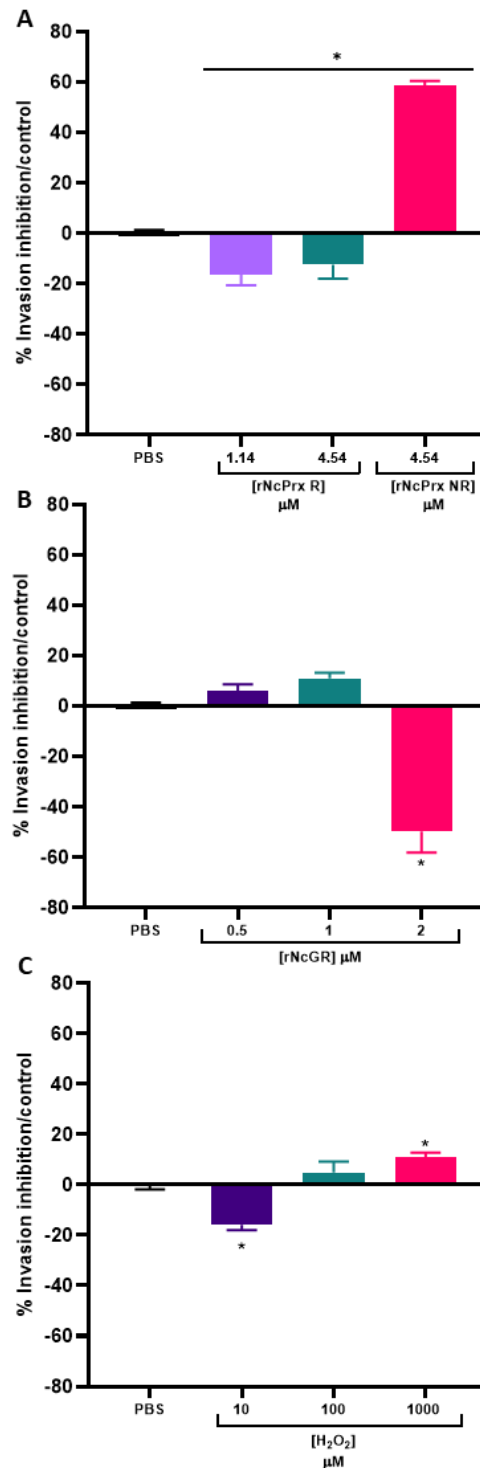 A
% Invasion inhibition/control
80
60
40
20
0
-20
-40
-60
-80
*
PBS 1.14 4.54 4.54
[rNcPrx R] [rNcPrx NR]
µM µM
B
% Invasion inhibition/control
80
60
40
20
0
-20
-40
-60
-80
*
PBS 0.5 1 2
[rNcGR] µM
C
% Invasion inhibition/control
80
60
40
20
0
-20
-40
-60
-80
*
*
PBS 10 100 1000
[H₂O₂]
µM